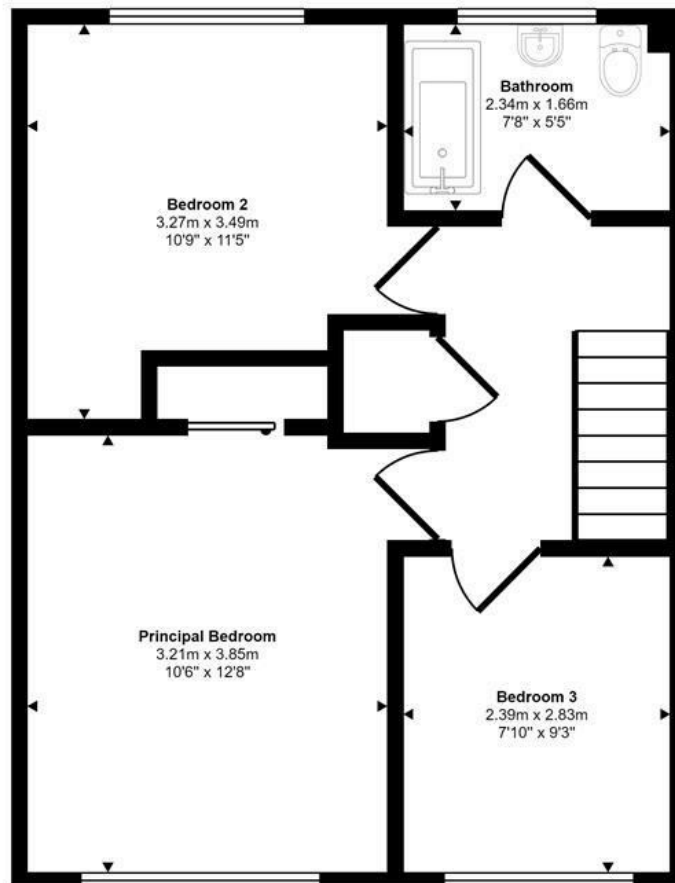 Bathroom
2.34m x 1.66m
7'8" x 5'5"
Bedroom 2
3.27m x 3.49m
10'9" x 11'5"
Principal Bedroom
3.21m x 3.85m
10'6" x 12'8"
Bedroom 3
2.39m x 2.83m
7'10" x 9'3"